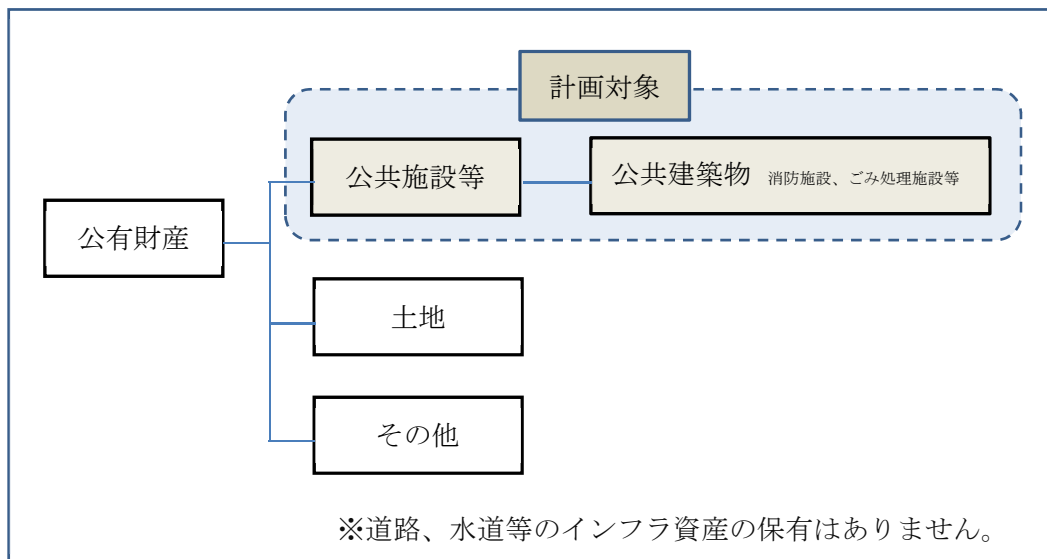 計画対象
公共施設等
公共建築物 消防施設、ごみ処理施設等
公有財産
土地
その他
※道路、水道等のインフラ資産の保有はありません。